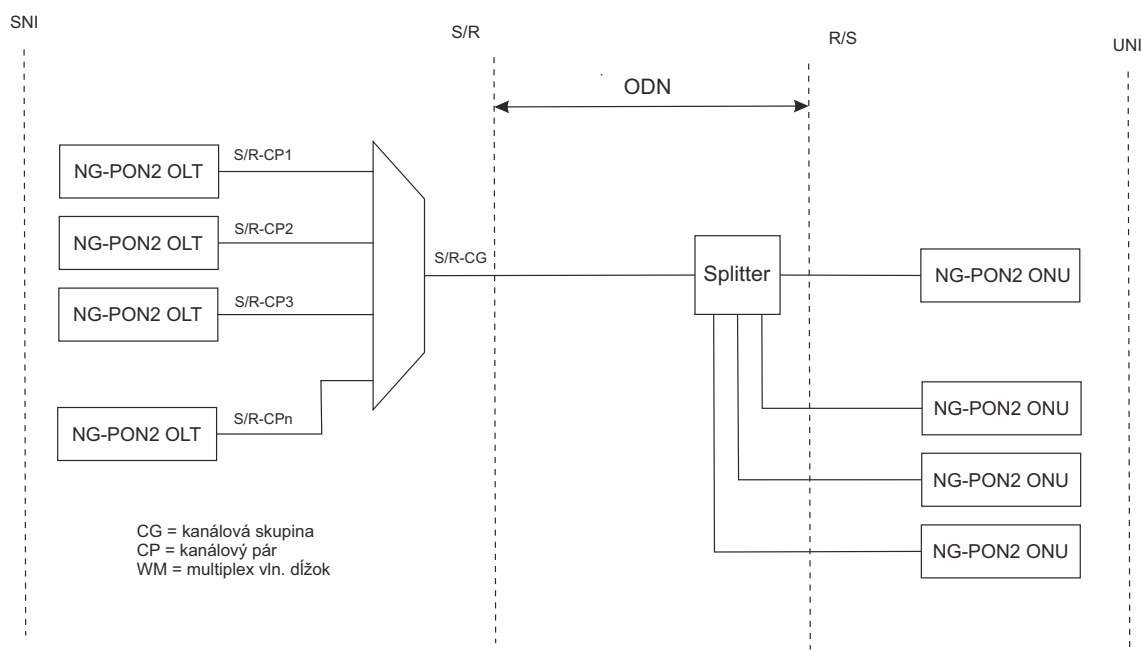 SNI
S/R
R/S
UNI
ODN
NG-PON2 OLT
S/R-CP1
NG-PON2 OLT
S/R-CP2
S/R-CG
Splitter
NG-PON2 ONU
NG-PON2 OLT
S/R-CP3
NG-PON2 ONU
NG-PON2 OLT
S/R-CPn
NG-PON2 ONU
NG-PON2 ONU
CG = kanálová skupina
CP = kanálový pár
WM = multiplex vln. dĺžok